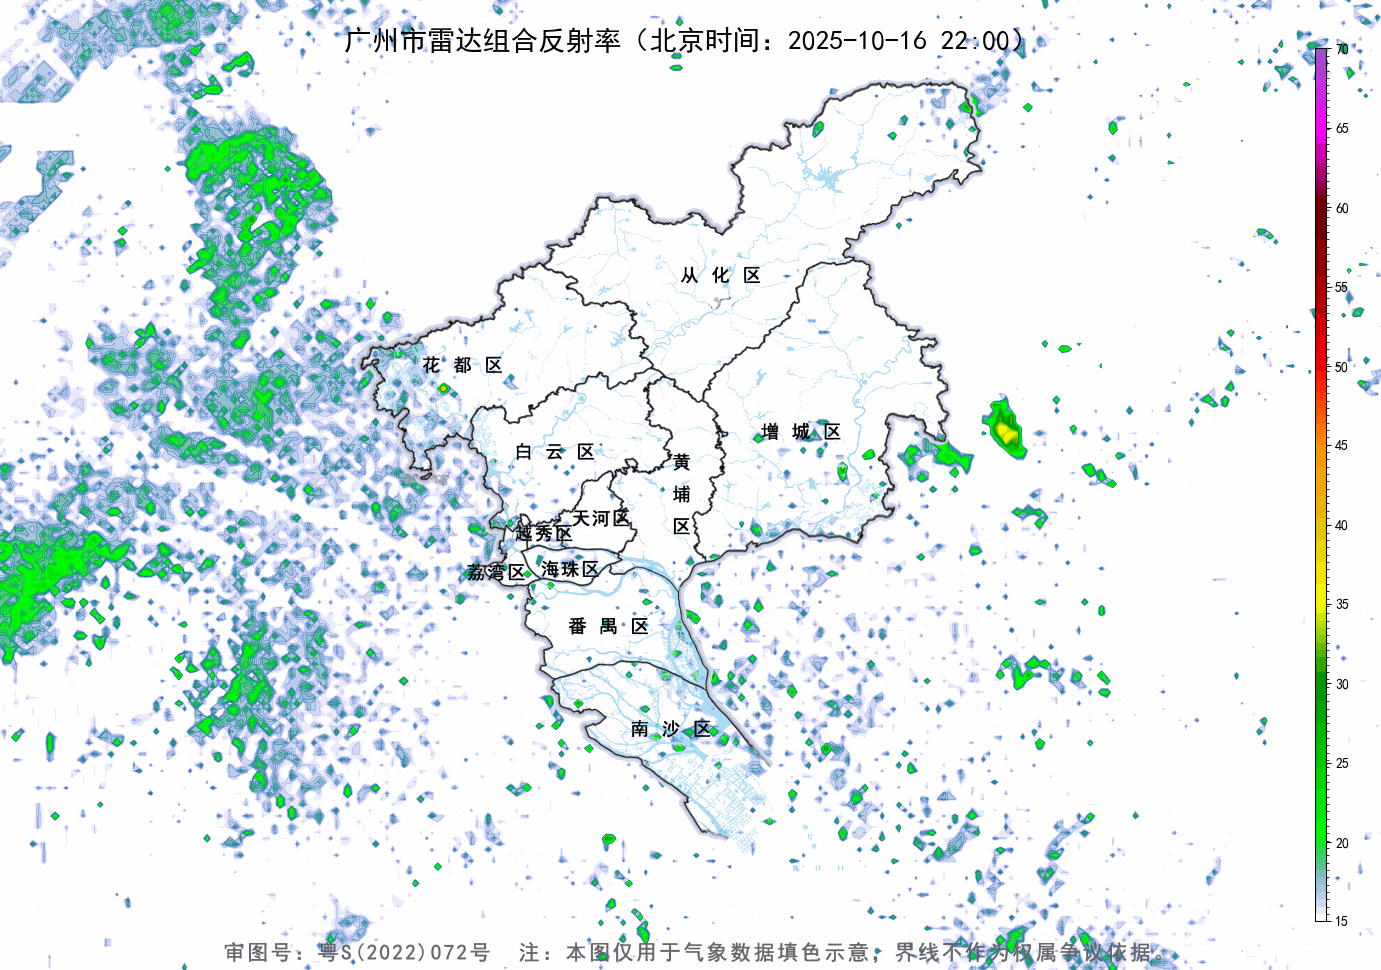 广州市雷达组合反射率（北京时间：2025-10-16 22:00）
70
65
60
55
50
45
40
35
30
25
20
15
从化区
花都区
增城区
白云区
黄埔区
天河区
越秀区
荔湾区
海珠区
番禺区
南沙区
审图号：粤S(2022)072号 注：本图仅用于气象数据填色示意，界线不作为权属争议依据。